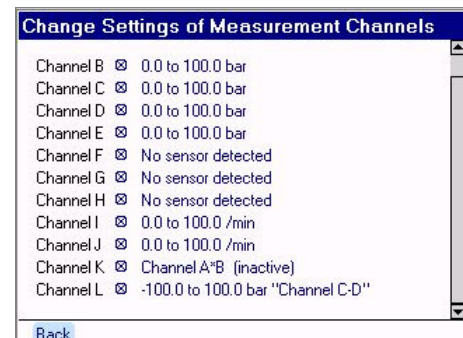 Change Settings of Measurement Channels
Channel B ⊠ 0.0 to 100.0 bar
Channel C ⊠ 0.0 to 100.0 bar
Channel D ⊠ 0.0 to 100.0 bar
Channel E ⊠ 0.0 to 100.0 bar
Channel F ⊠ No sensor detected
Channel G ⊠ No sensor detected
Channel H ⊠ No sensor detected
Channel I ⊠ 0.0 to 100.0 /min
Channel J ⊠ 0.0 to 100.0 /min
Channel K ⊠ Channel A*B (inactive)
Channel L ⊠ -100.0 to 100.0 bar "Channel C-D"
Back